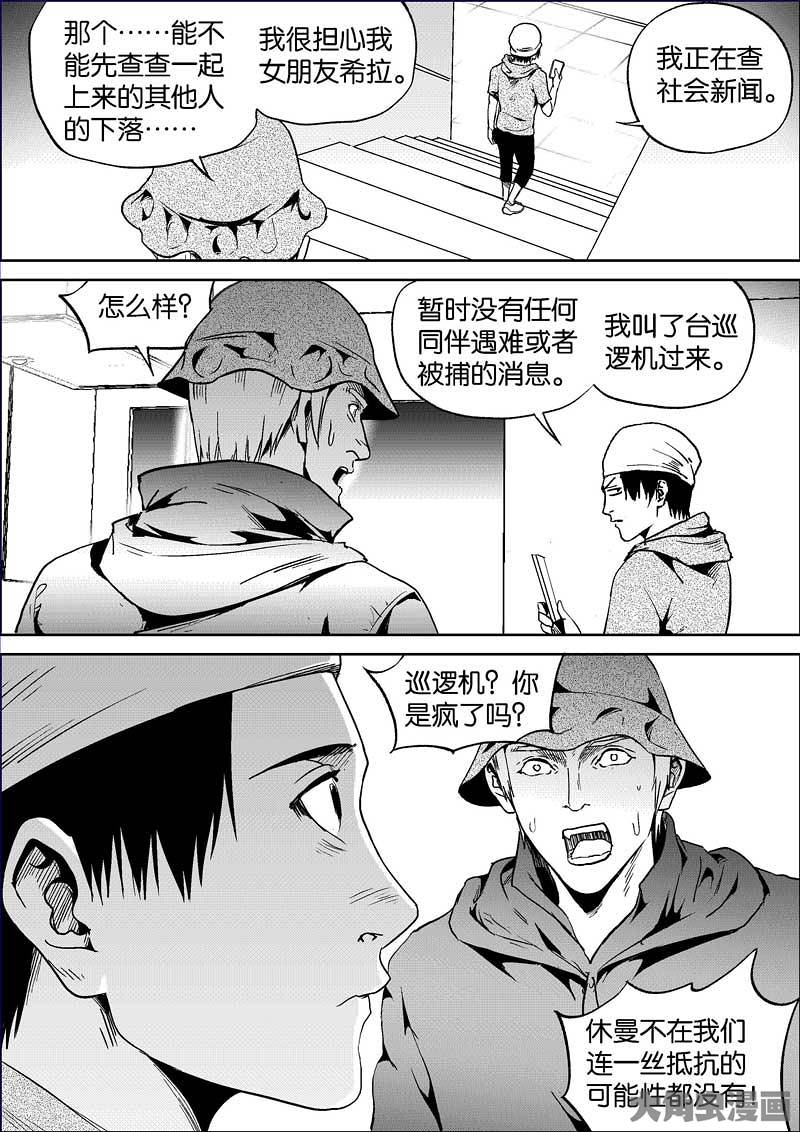 我正在查
社会新闻。
我很担心我
女朋友希拉。
那个……能不
能先查查一起
上来的其他人
的下落……
怎么样？
我叫了台巡
逻机过来。
暂时没有任何
同伴遇难或者
被捕的消息。
巡逻机？你
是疯了吗？
休曼不在我们
连一丝抵抗的
可能性都没有！
大角虫漫画